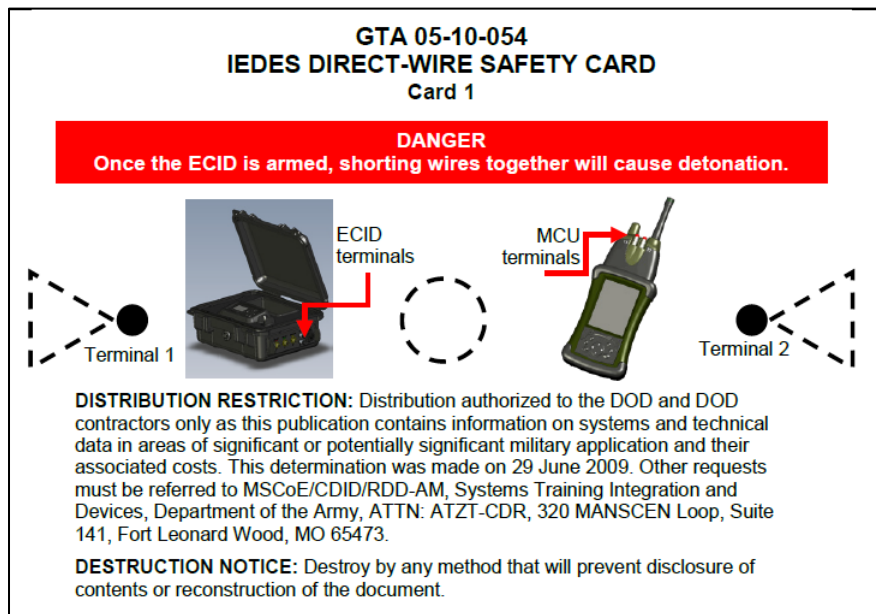 GTA 05-10-054
IEDES DIRECT-WIRE SAFETY CARD
Card 1
DANGER
Once the ECID is armed, shorting wires together will cause detonation.
ECID
terminals
MCU
terminals
Terminal 1
Terminal 2
DISTRIBUTION RESTRICTION: Distribution authorized to the DOD and DOD
contractors only as this publication contains information on systems and technical
data in areas of significant or potentially significant military application and their
associated costs. This determination was made on 29 June 2009. Other requests
must be referred to MSCoE/CDID/RDD-AM, Systems Training Integration and
Devices, Department of the Army, ATTN: ATZT-CDR, 320 MANSCEN Loop, Suite
141, Fort Leonard Wood, MO 65473.
DESTRUCTION NOTICE: Destroy by any method that will prevent disclosure of
contents or reconstruction of the document.